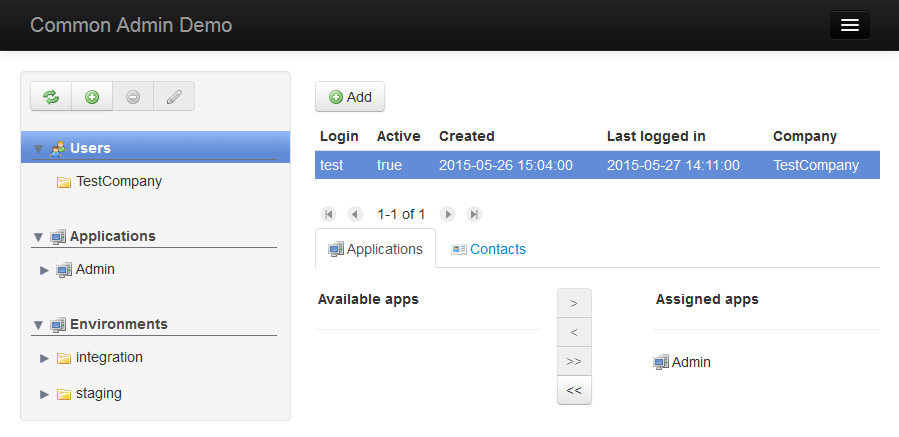 Common Admin Demo
Users
TestCompany
Applications
Admin
Environments
integration
staging
Add
Login Active Created Last logged in Company
test true 2015-05-26 15:04:00 2015-05-27 14:11:00 TestCompany
1-1 of 1
Applications Contacts
Available apps > Assigned apps
<
>> Admin
<<